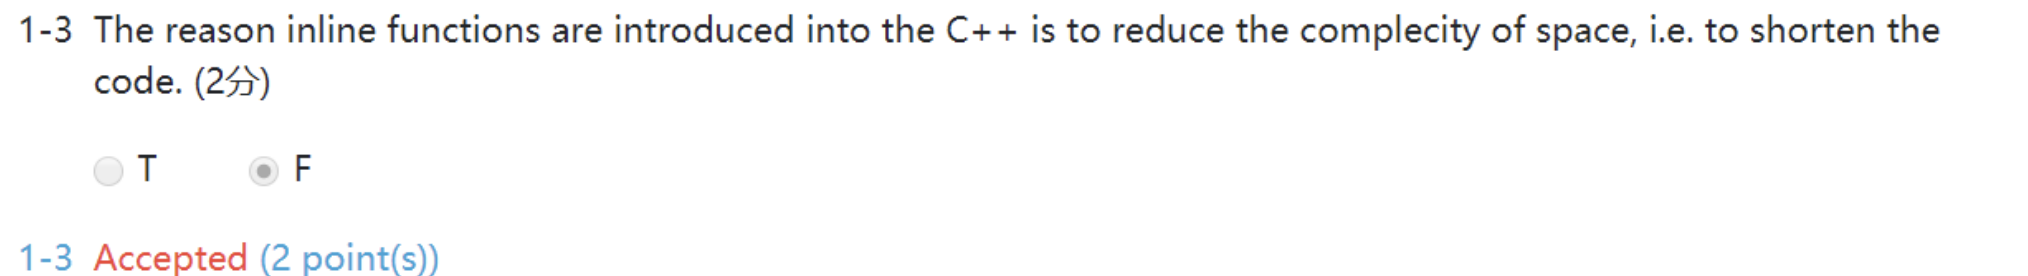 1-3 The reason inline functions are introduced into the C++ is to reduce the complecity of space, i.e. to shorten the
code. (2分)
T F
1-3 Accepted (2 point(s))